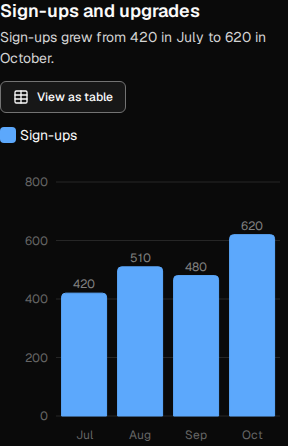 Sign-ups and upgrades
Sign-ups grew from 420 in July to 620 in
October.
View as table
Sign-ups
800
600
400
200
0
420
510
480
620
Jul Aug Sep Oct